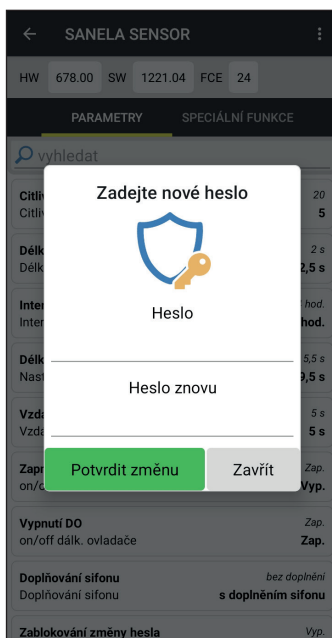 SANELA SENSOR
HW 678.00 SW 1221.04 FCE 24
PARAMETRY SPECIÁLNÍ FUNKCE
vyhledat
Zadejte nové heslo
Heslo
Heslo znovu
Potvrdit změnu Zavřít
20
5
2 s
2,5 s
hod.
hod.
5,5 s
9,5 s
5 s
5 s
Zap.
on/o Vyp.
Vypnutí DO Zap.
on/off dálk. ovladače Zap.
Doplňování sifonu bez doplnění
Doplňování sifonu s doplněním sifonu
Zablokování změny hesla Vyp.